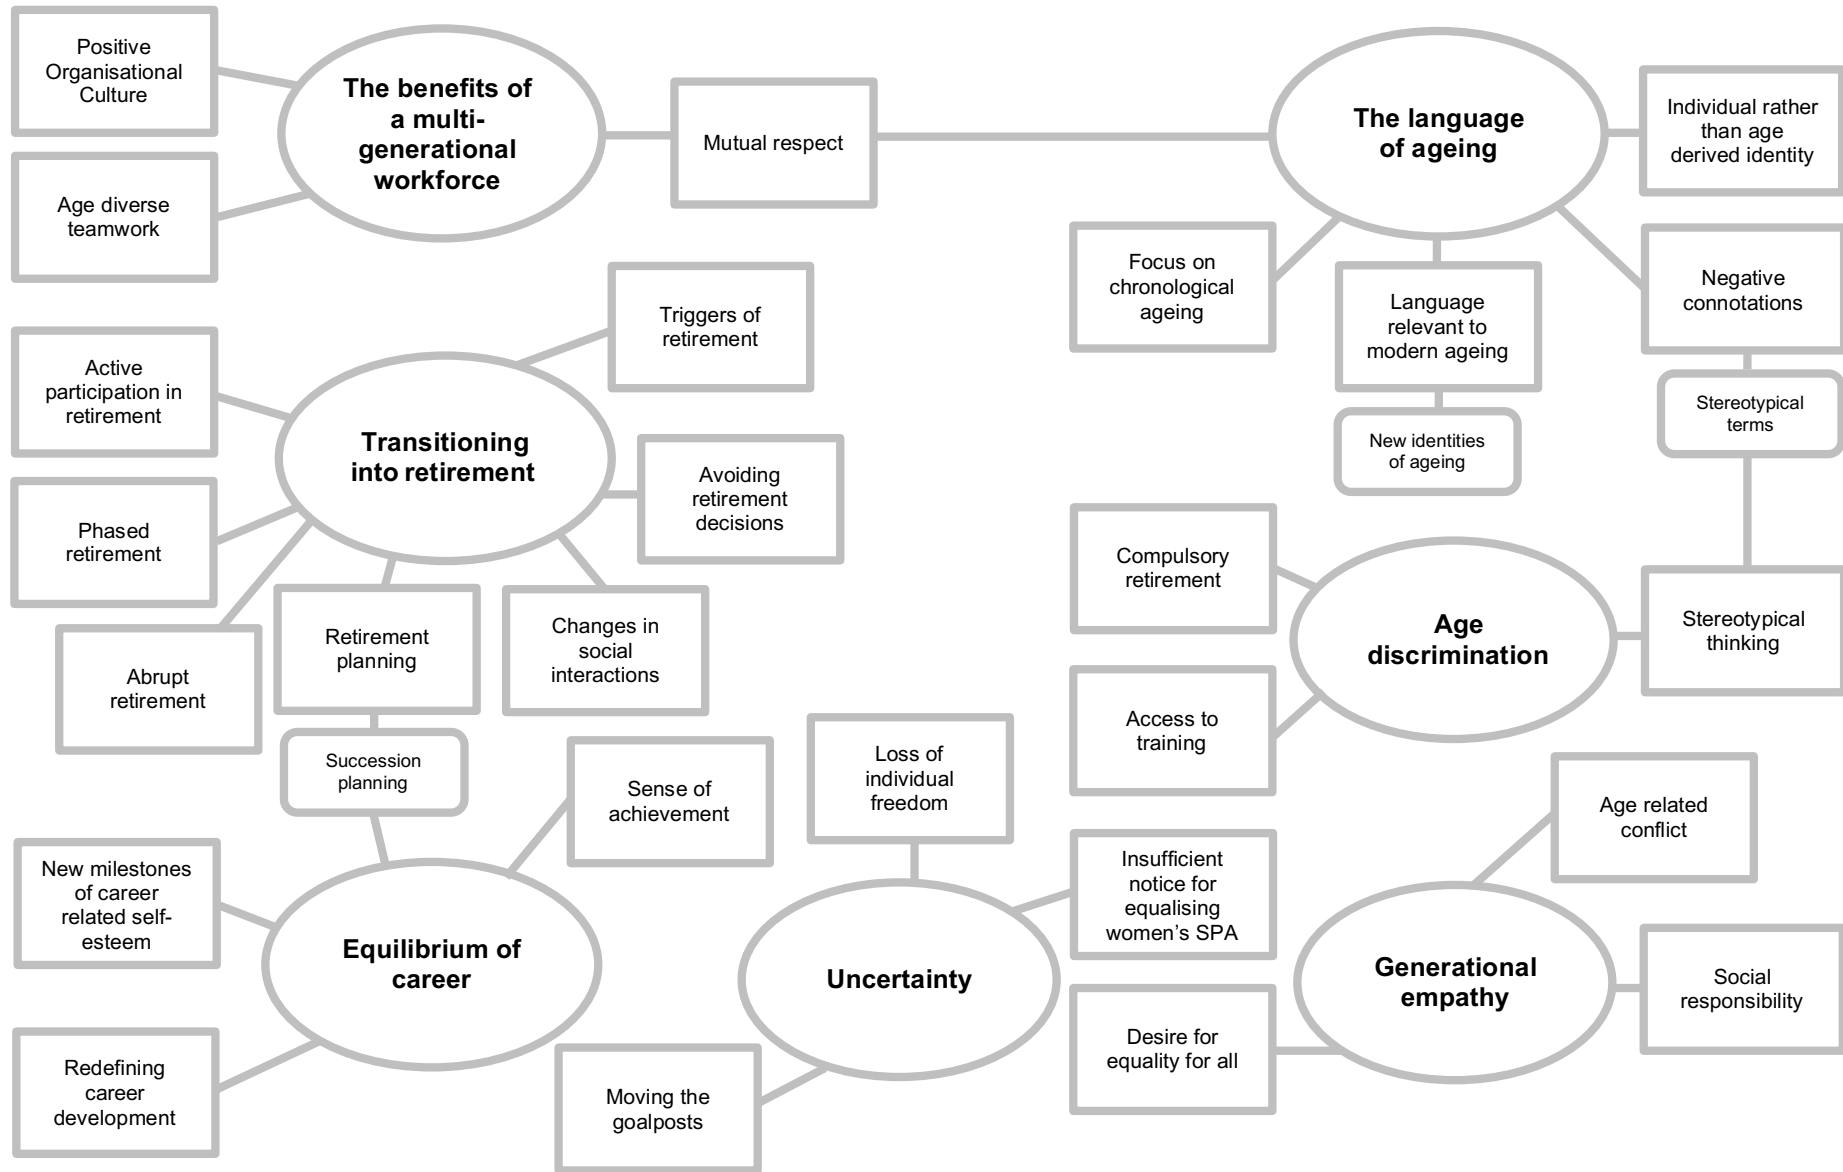 Positive
Organisational
Culture
The benefits of
a multi-
generational
workforce
Age diverse
teamwork
Mutual respect
The language
of ageing
Individual rather
than age
derived identity
Focus on
chronological
ageing
Language
relevant to
modern ageing
New identities
of ageing
Negative
connotations
Stereotypical
terms
Triggers of
retirement
Active
participation in
retirement
Transitioning
into retirement
Avoiding
retirement
decisions
Phased
retirement
Abrupt
retirement
Retirement
planning
Changes in
social
interactions
Succession
planning
Compulsory
retirement
Age
discrimination
Stereotypical
thinking
Access to
training
Sense of
achievement
New milestones
of career
related self-
esteem
Equilibrium of
career
Redefining
career
development
Loss of
individual
freedom
Insufficient
notice for
equalising
women’s SPA
Uncertainty
Moving the
goalposts
Age related
conflict
Generational
empathy
Social
responsibility
Desire for
equality for all